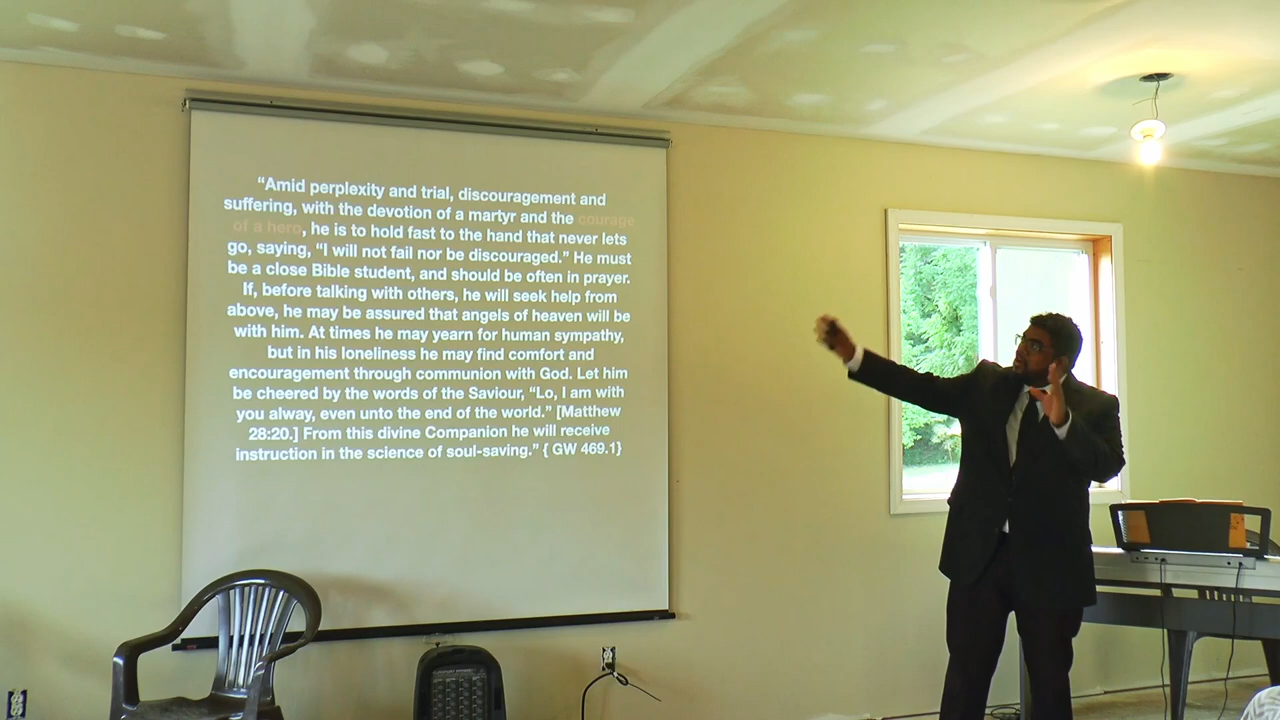 “Amid perplexity and trial, discouragement and
suffering, with the devotion of a martyr and the courage
of a hero, he is to hold fast to the hand that never lets
go, saying, “I will not fail nor be discouraged.” He must
be a close Bible student, and should be often in prayer.
If, before talking with others, he will seek help from
above, he may be assured that angels of heaven will be
with him. At times he may yearn for human sympathy,
but in his loneliness he may find comfort and
encouragement through communion with God. Let him
be cheered by the words of the Saviour, “Lo, I am with
you alway, even unto the end of the world.” [Matthew
28:20.] From this divine Companion he will receive
instruction in the science of soul-saving.” { GW 469.1}